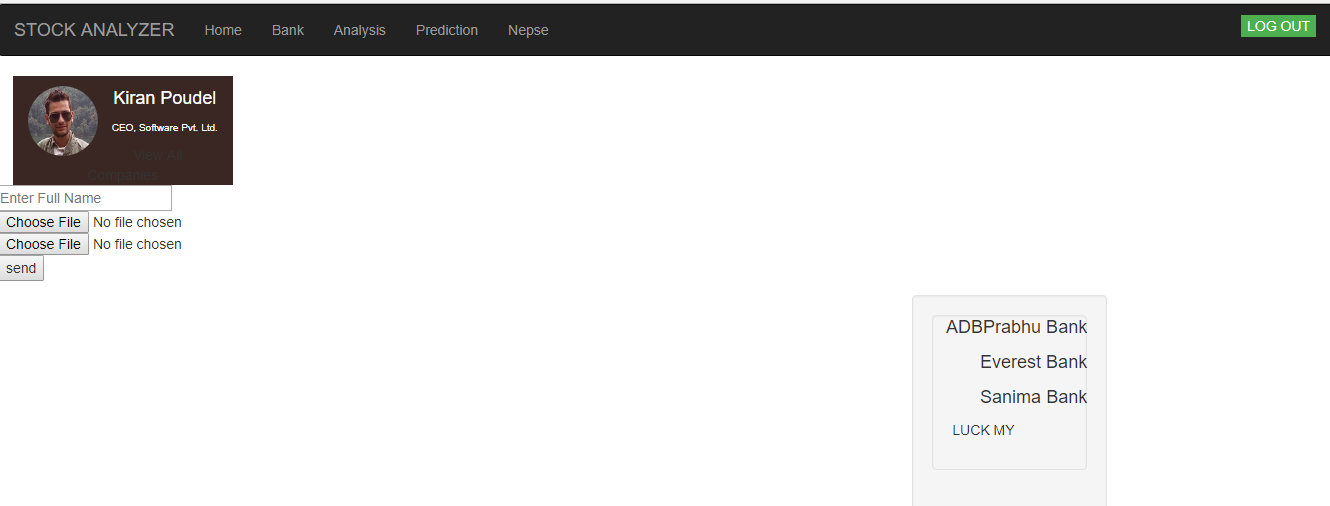 STOCK ANALYZER Home Bank Analysis Prediction Nepse LOG OUT
Kiran Poudel
CEO, Software Pvt. Ltd.
View All
Companies
Enter Full Name
Choose File No file chosen
Choose File No file chosen
send
ADBPrabhu Bank
Everest Bank
Sanima Bank
LUCK MY